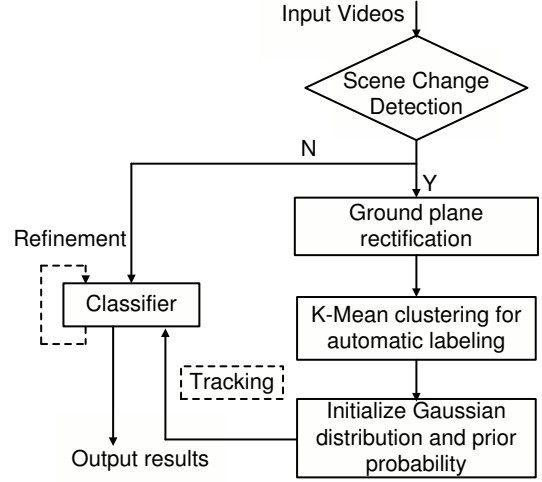 Input Videos
Scene Change
Detection
N
Y
Ground plane
rectification
Refinement
Classifier
K-Mean clustering for
automatic labeling
Tracking
Initialize Gaussian
distribution and prior
probability
Output results